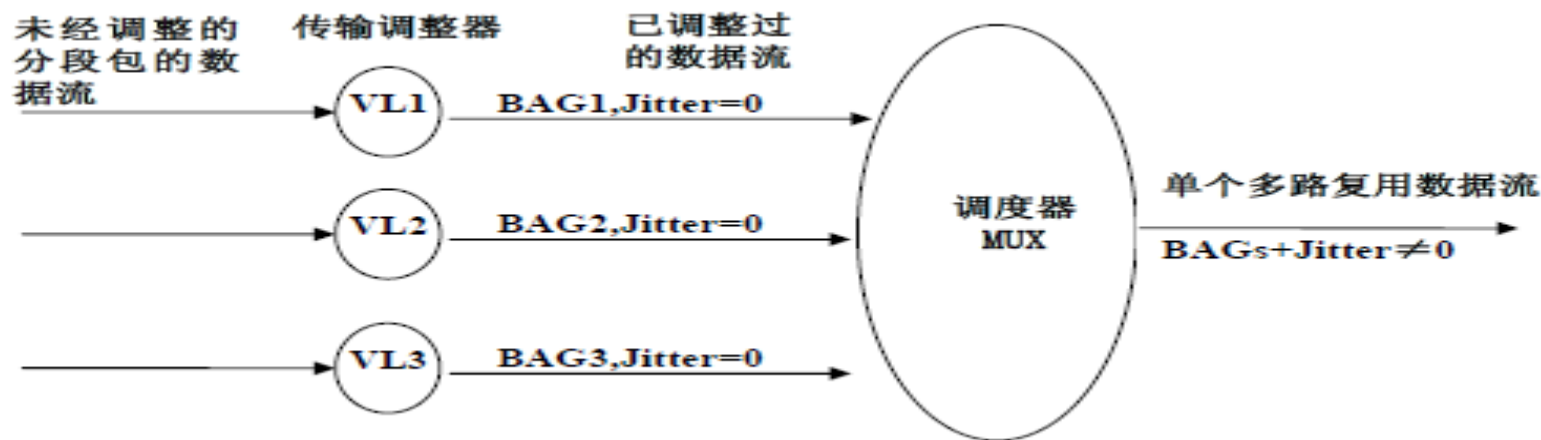 未经调整的
分段包的数
据流
传输调整器
已调整过
的数据流
VL1
BAG1,Jitter=0
VL2
BAG2,Jitter=0
VL3
BAG3,Jitter=0
调度器
MUX
单个多路复用数据流
BAGs+Jitter≠0